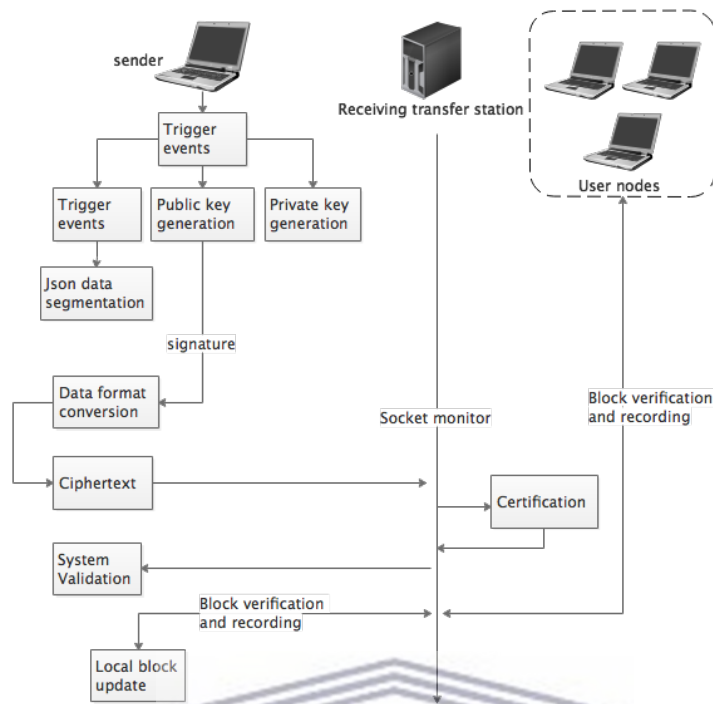 sender
Receiving transfer station
User nodes
Trigger
events
Trigger
events
Public key
generation
Private key
generation
Json data
segmentation
signature
Data format
conversion
Socket monitor
Block verification
and recording
Ciphertext
Certification
System
Validation
Block verification
and recording
Local block
update